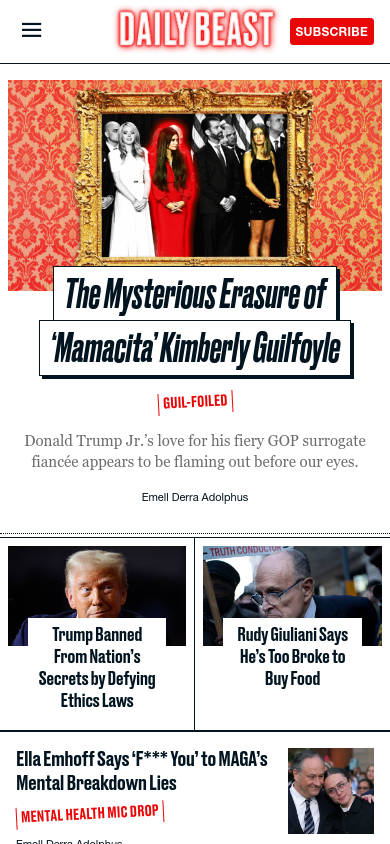 DAILY BEAST
SUBSCRIBE
The Mysterious Erasure of
‘Mamacita’ Kimberly Guilfoyle
GUIL-FOILED
Donald Trump Jr.’s love for his fiery GOP surrogate
fiancée appears to be flaming out before our eyes.
Emell Derra Adolphus
Trump Banned
From Nation’s
Secrets by Defying
Ethics Laws
TRUTH CONDUCTOR
Rudy Giuliani Says
He’s Too Broke to
Buy Food
Ella Emhoff Says ‘F*** You’ to MAGA’s
Mental Breakdown Lies
MENTAL HEALTH MIC DROP
Emell Derra Adolphus